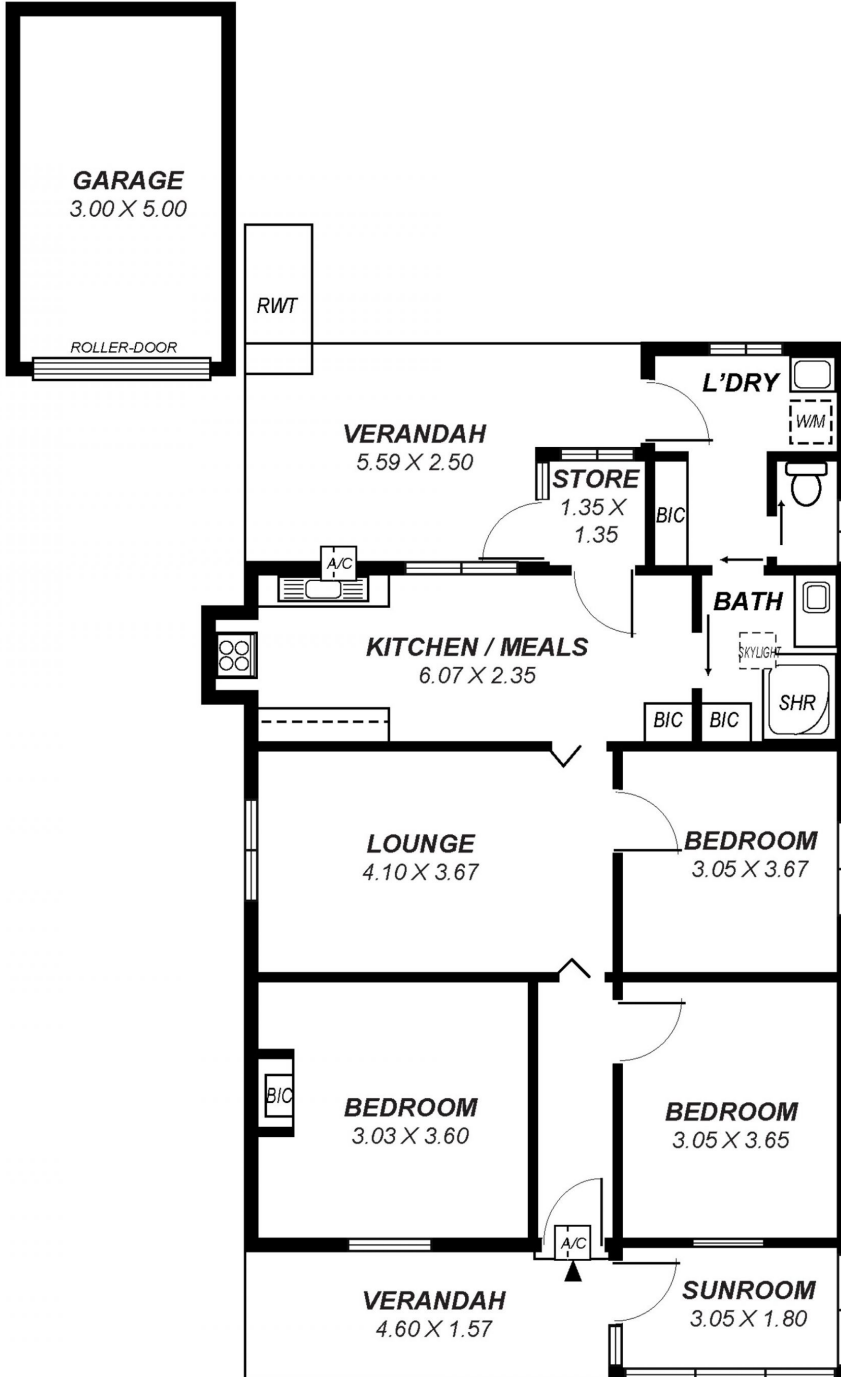 GARAGE
3.00 X 5.00
ROLLER-DOOR
RWT
L'DRY
W/M
VERANDAH
5.59 X 2.50
STORE
1.35 X
1.35
BIC
A/C
BATH
KITCHEN / MEALS
6.07 X 2.35
SKYLIGHT
SHR
BIC
BIC
LOUNGE
4.10 X 3.67
BEDROOM
3.05 X 3.67
BIC
BEDROOM
3.03 X 3.60
BEDROOM
3.05 X 3.65
A/C
VERANDAH
4.60 X 1.57
SUNROOM
3.05 X 1.80